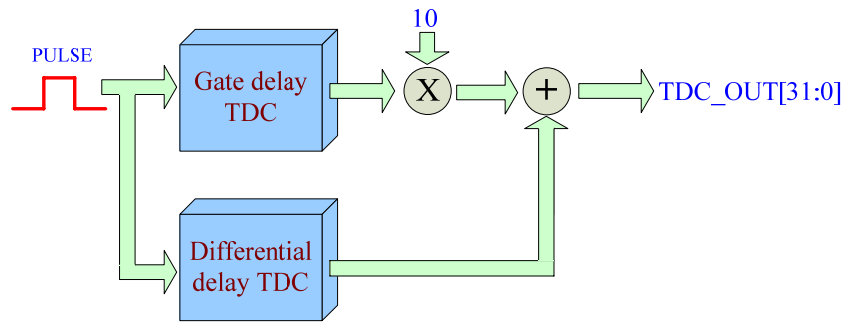 10
PULSE
Gate delay
TDC
X
+
TDC_OUT[31:0]
Differential
delay TDC